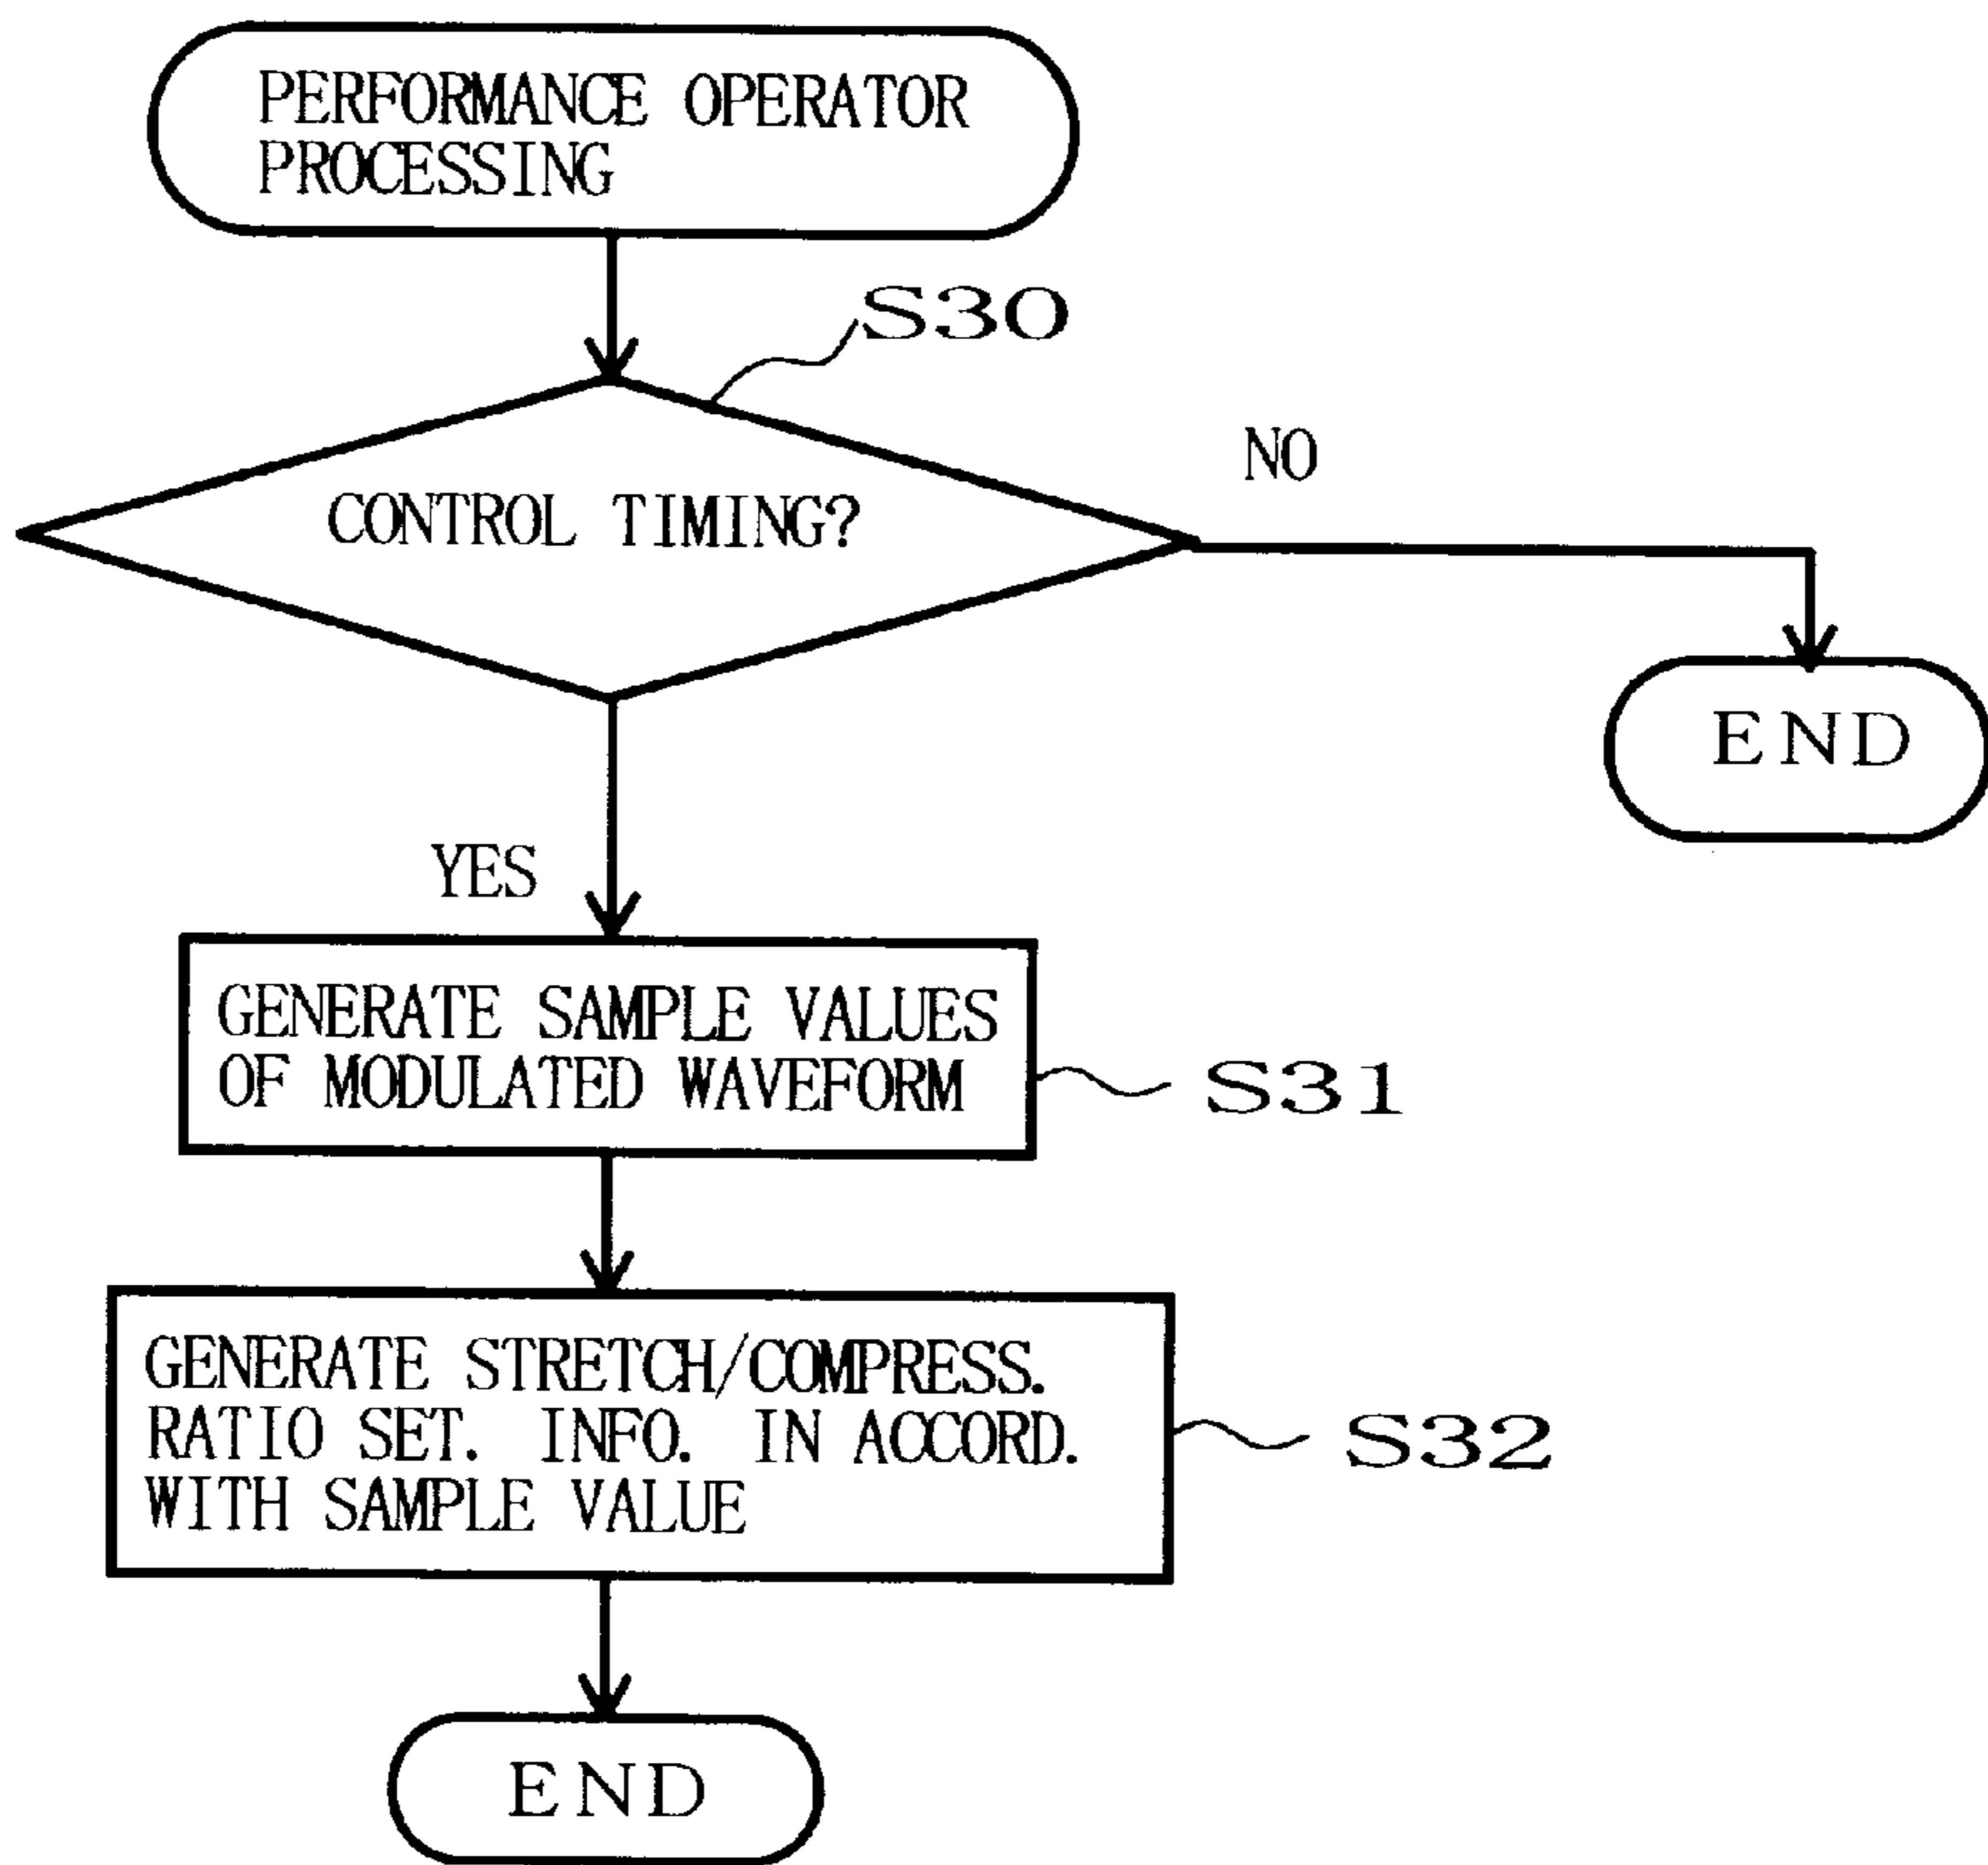 PERFORMANCE OPERATOR
PROCESSING
S30
CONTROL TIMING?
NO
END
YES
GENERATE SAMPLE VALUES
OF MODULATED WAVEFORM
S31
GENERATE STRETCH/COMPRESS.
RATIO SET. INFO. IN ACCORD.
WITH SAMPLE VALUE
S32
END